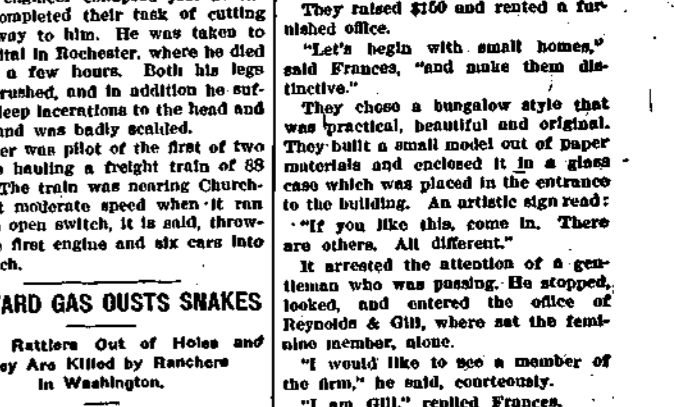 ompleted their task of cutting
way to him. He was taken to
ital in Rochester, where he died
a few hours. Both his legs
rushed, and in addition he suf-
leep lacerations to the head and
and was badly scalded.
er was pilot of the first of two
hauling a freight train of 88
The train was nearing Church-
t moderate speed when it ran
open switch, it is said, throw-
first engine and six cars into
ch.
ARD GAS OUSTS SNAKES
Rattlers Out of Holes and
ey Are Killed by Ranchers
in Washington.
They raised $150 and rented a fur-
nished office.
"Let's begin with small homes,"
said Frances, "and make them dis-
tinctive."
They chose a bungalow style that
was practical, beautiful and original.
They built a small model out of paper
materials and enclosed it in a glass
case which was placed in the entrance
to the building. An artistic sign read:
"If you like this, come in. There
are others. All different."
It arrested the attention of a gen-
tleman who was passing. He stopped,
looked, and entered the office of
Reynolds & Gill, where sat the femi-
nine member, alone.
"I would like to see a member of
the firm," he said, courteously.
"I am Gill," replied Frances.